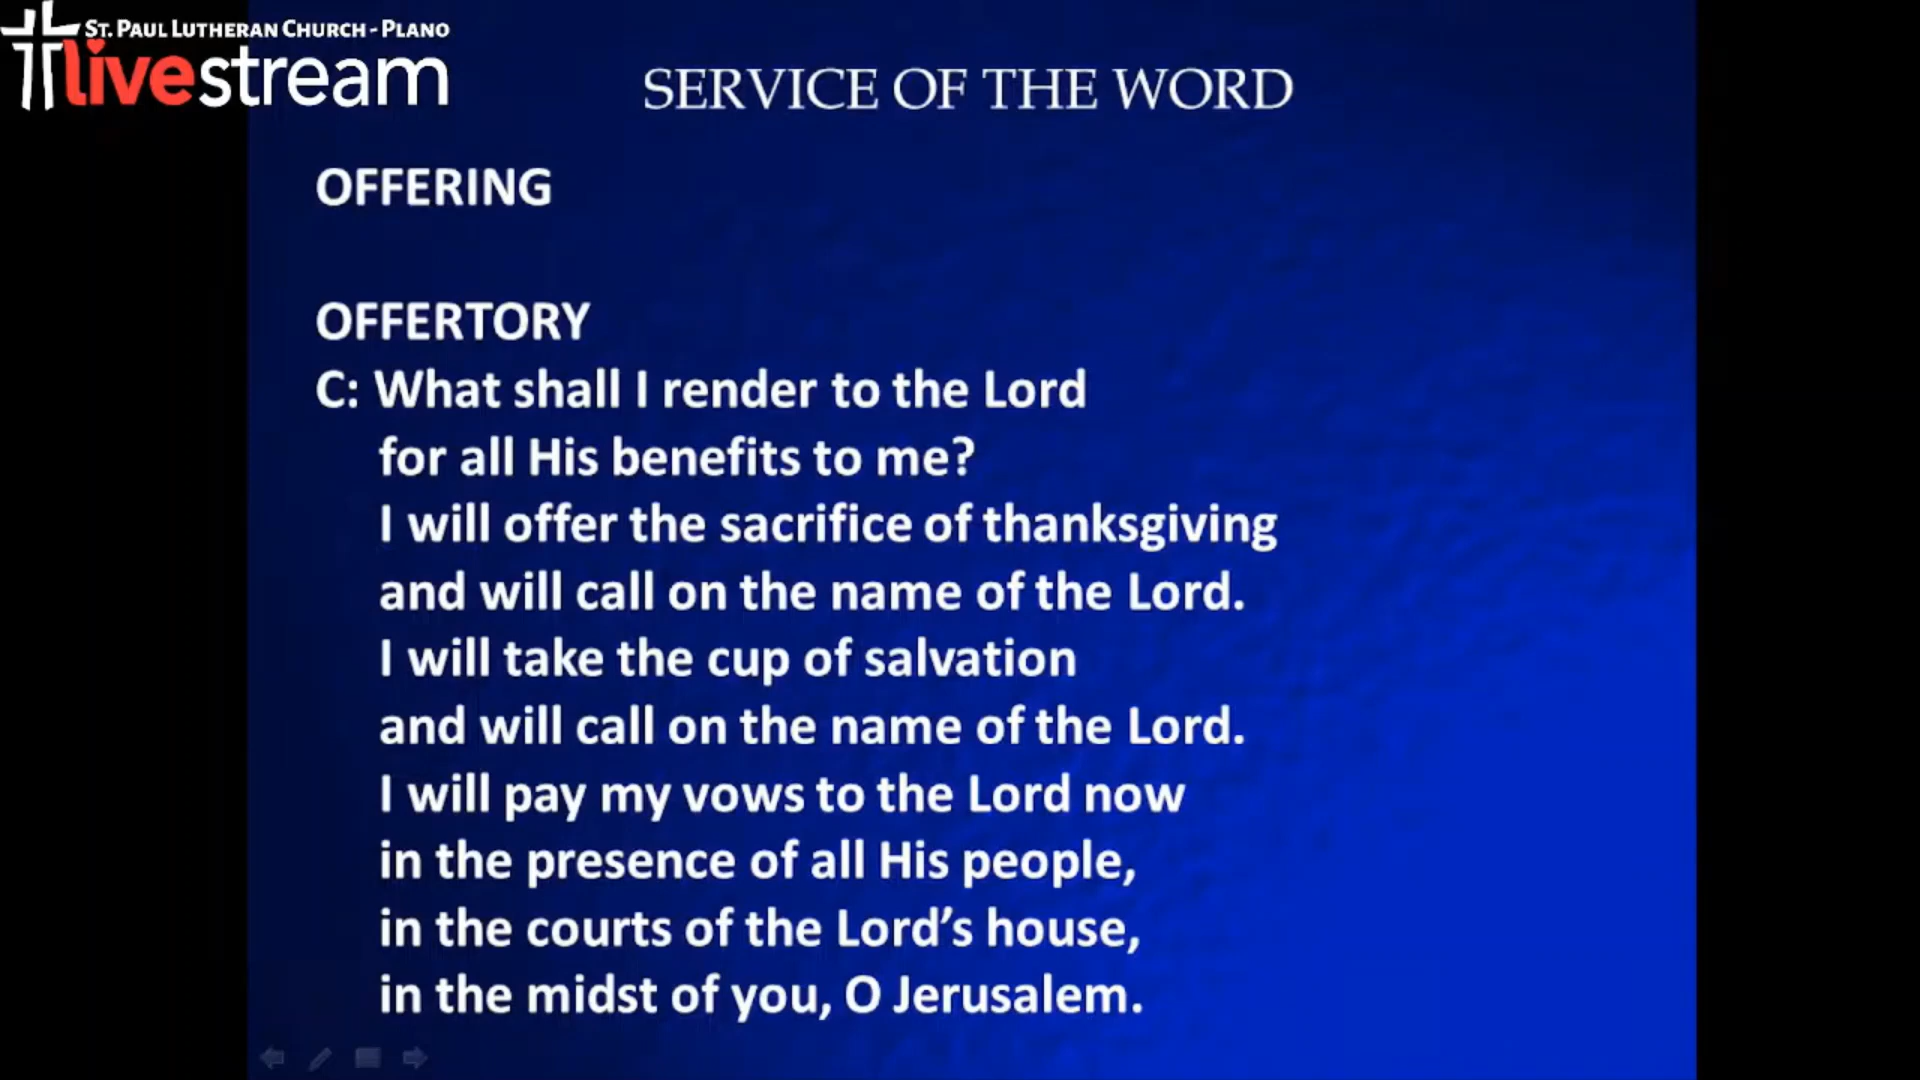 St. Paul Lutheran Church - Plano
livestream
SERVICE OF THE WORD
OFFERING
OFFERTORY
C: What shall I render to the Lord
for all His benefits to me?
I will offer the sacrifice of thanksgiving
and will call on the name of the Lord.
I will take the cup of salvation
and will call on the name of the Lord.
I will pay my vows to the Lord now
in the presence of all His people,
in the courts of the Lord’s house,
in the midst of you, O Jerusalem.